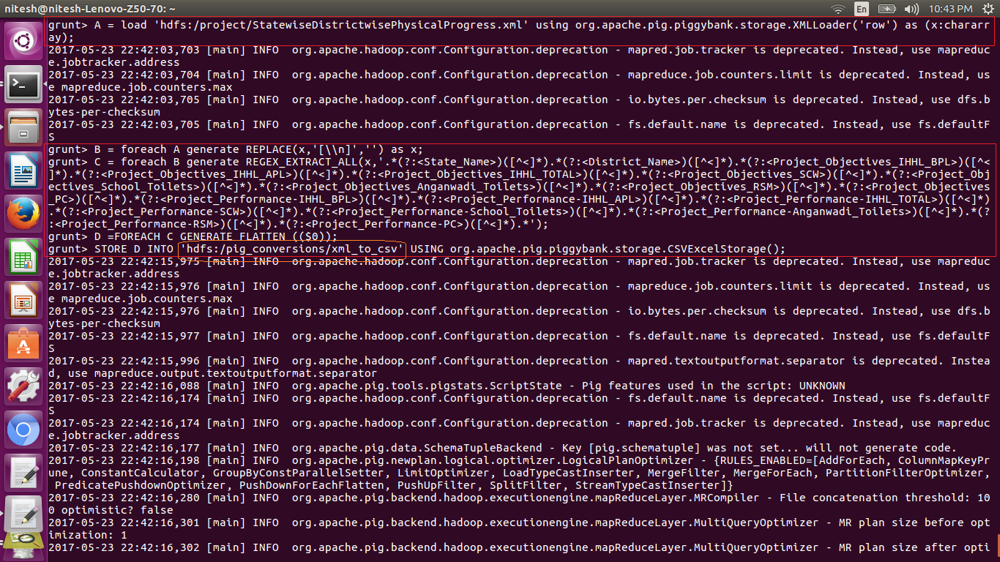 nitesh@nitesh-Lenovo-Z50-70: ~
En
10:43 PM
grunt> A = load 'hdfs:/project/StatewiseDistrictwisePhysicalProgress.xml' using org.apache.pig.piggybank.storage.XMLLoader('row') as (x:chararr
ay);
2017-05-23 22:42:03,703 [main] INFO  org.apache.hadoop.conf.Configuration.deprecation - mapred.job.tracker is deprecated. Instead, use mapreduc
e.jobtracker.address
2017-05-23 22:42:03,704 [main] INFO  org.apache.hadoop.conf.Configuration.deprecation - mapreduce.job.counters.limit is deprecated. Instead, us
e mapreduce.job.counters.max
2017-05-23 22:42:03,705 [main] INFO  org.apache.hadoop.conf.Configuration.deprecation - io.bytes.per.checksum is deprecated. Instead, use dfs.b
ytes-per-checksum
2017-05-23 22:42:03,705 [main] INFO  org.apache.hadoop.conf.Configuration.deprecation - fs.default.name is deprecated. Instead, use fs.defaultF
S
grunt> B = foreach A generate REPLACE(x,'[\\n]','') as x;
grunt> C = foreach B generate REGEX_EXTRACT_ALL(x,'.*(?:<State_Name>)([^<]*).*(?:<District_Name>)([^<]*).*(?:<Project_Objectives_IHHL_BPL>)([^<
]*).*(?:<Project_Objectives_IHHL_APL>)([^<]*).*(?:<Project_Objectives_IHHL_TOTAL>)([^<]*).*(?:<Project_Objectives_SCW>)([^<]*).*(?:<Project_Obj
ectives_School_Toilets>)([^<]*).*(?:<Project_Objectives_Anganwadi_Toilets>)([^<]*).*(?:<Project_Objectives_RSM>)([^<]*).*(?:<Project_Objectives
_PC>)([^<]*).*(?:<Project_Performance-IHHL_BPL>)([^<]*).*(?:<Project_Performance-IHHL_APL>)([^<]*).*(?:<Project_Performance-IHHL_TOTAL>)([^<]*)
.*(?:<Project_Performance-SCW>)([^<]*).*(?:<Project_Performance-School_Toilets>)([^<]*).*(?:<Project_Performance-Anganwadi_Toilets>)([^<]*).*(?
:<Project_Performance-RSM>)([^<]*).*(?:<Project_Performance-PC>)([^<]*).*');
grunt> D =FOREACH C GENERATE FLATTEN (($0));
grunt> STORE D INTO 'hdfs:/pig_conversions/xml_to_csv' USING org.apache.pig.piggybank.storage.CSVExcelStorage();
2017-05-23 22:42:15,975 [main] INFO  org.apache.hadoop.conf.Configuration.deprecation - mapred.job.tracker is deprecated. Instead, use mapreduc
e.jobtracker.address
2017-05-23 22:42:15,976 [main] INFO  org.apache.hadoop.conf.Configuration.deprecation - mapreduce.job.counters.limit is deprecated. Instead, us
e mapreduce.job.counters.max
2017-05-23 22:42:15,976 [main] INFO  org.apache.hadoop.conf.Configuration.deprecation - io.bytes.per.checksum is deprecated. Instead, use dfs.b
ytes-per-checksum
2017-05-23 22:42:15,977 [main] INFO  org.apache.hadoop.conf.Configuration.deprecation - fs.default.name is deprecated. Instead, use fs.defaultF
S
2017-05-23 22:42:15,996 [main] INFO  org.apache.hadoop.conf.Configuration.deprecation - mapred.textoutputformat.separator is deprecated. Instea
d, use mapreduce.output.textoutputformat.separator
2017-05-23 22:42:16,088 [main] INFO  org.apache.pig.tools.pigstats.ScriptState - Pig features used in the script: UNKNOWN
2017-05-23 22:42:16,174 [main] INFO  org.apache.hadoop.conf.Configuration.deprecation - fs.default.name is deprecated. Instead, use fs.defaultF
S
2017-05-23 22:42:16,174 [main] INFO  org.apache.hadoop.conf.Configuration.deprecation - mapred.job.tracker is deprecated. Instead, use mapreduc
e.jobtracker.address
2017-05-23 22:42:16,177 [main] INFO  org.apache.pig.data.SchemaTupleBackend - Key [pig.schematuple] was not set... will not generate code.
2017-05-23 22:42:16,198 [main] INFO  org.apache.pig.newplan.logical.optimizer.LogicalPlanOptimizer - {RULES_ENABLED=[AddForEach, ColumnMapKeyPr
une, ConstantCalculator, GroupByConstParallelSetter, LimitOptimizer, LoadTypeCastInserter, MergeFilter, MergeForEach, PartitionFilterOptimizer,
 PredicatePushdownOptimizer, PushDownForEachFlatten, PushUpFilter, SplitFilter, StreamTypeCastInserter]}
2017-05-23 22:42:16,280 [main] INFO  org.apache.pig.backend.hadoop.executionengine.mapReduceLayer.MRCompiler - File concatenation threshold: 10
0 optimistic? false
2017-05-23 22:42:16,301 [main] INFO  org.apache.pig.backend.hadoop.executionengine.mapReduceLayer.MultiQueryOptimizer - MR plan size before opt
imization: 1
2017-05-23 22:42:16,302 [main] INFO  org.apache.pig.backend.hadoop.executionengine.mapReduceLayer.MultiQueryOptimizer - MR plan size after opti